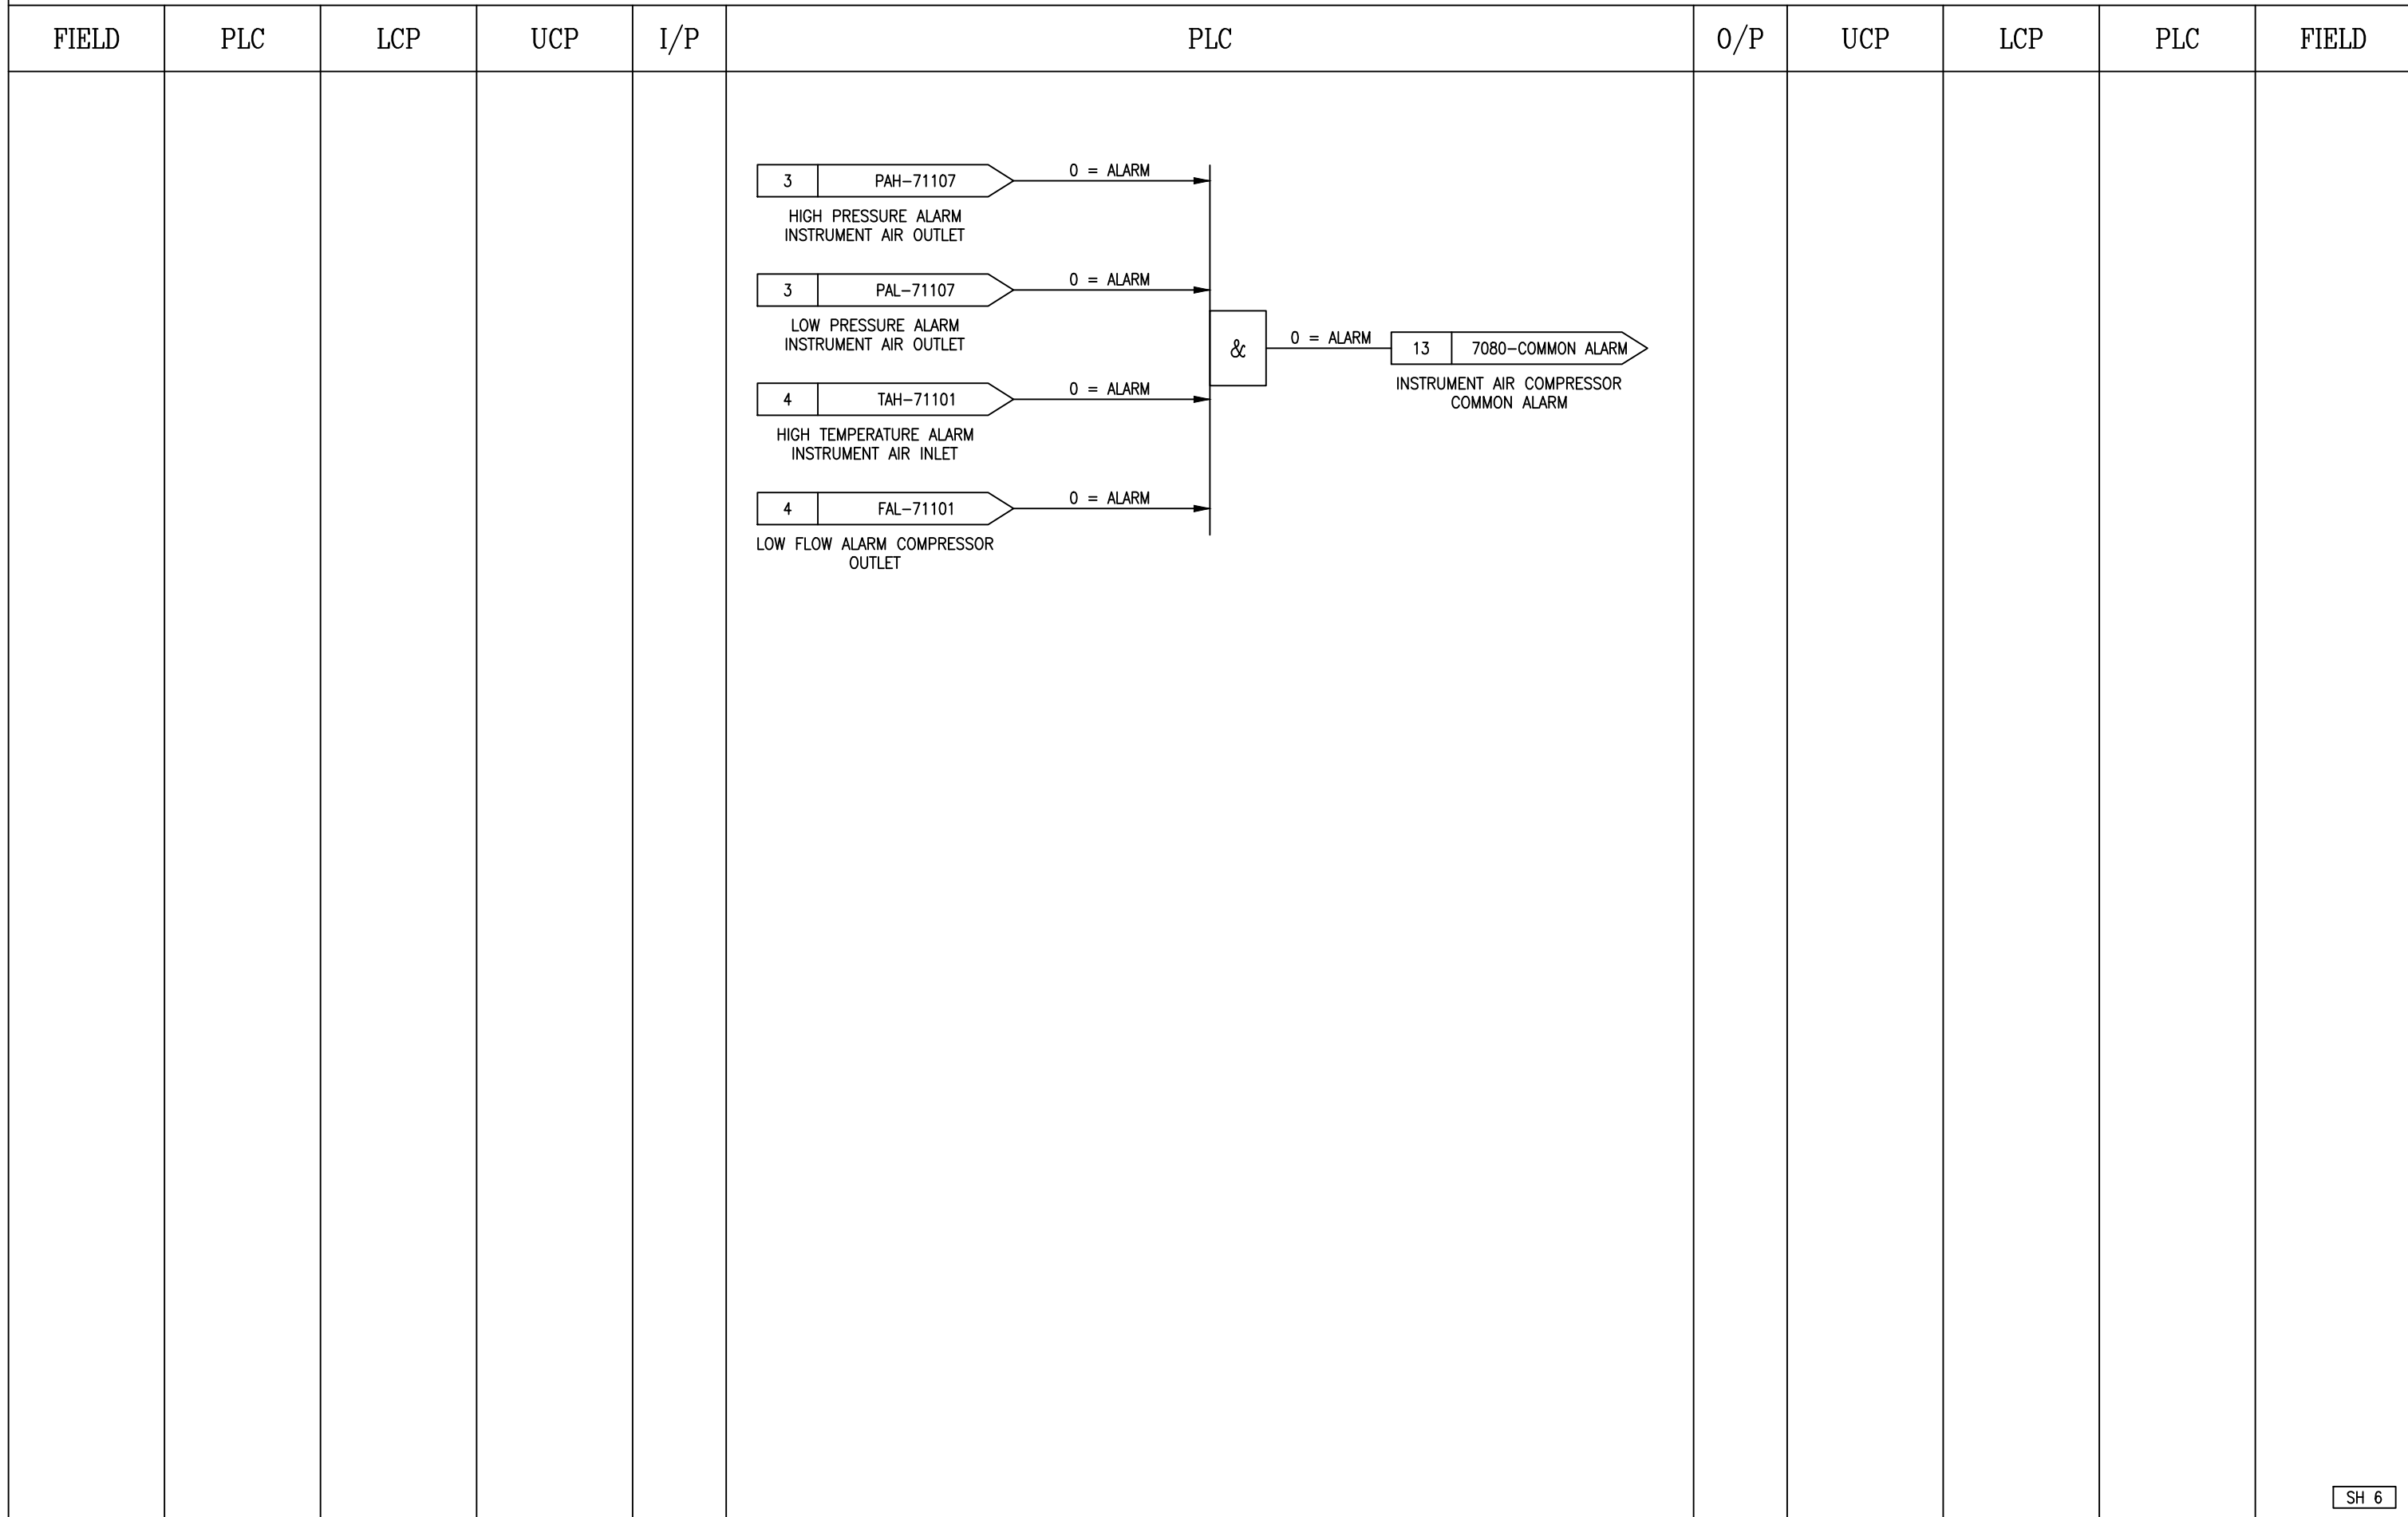 FIELD PLC LCP UCP I/P PLC O/P UCP LCP PLC FIELD
3 PAH-71107 0 = ALARM
HIGH PRESSURE ALARM
INSTRUMENT AIR OUTLET
3 PAL-71107 0 = ALARM
LOW PRESSURE ALARM
INSTRUMENT AIR OUTLET
& 0 = ALARM 13 7080-COMMON ALARM
INSTRUMENT AIR COMPRESSOR
COMMON ALARM
4 TAH-71101 0 = ALARM
HIGH TEMPERATURE ALARM
INSTRUMENT AIR INLET
4 FAL-71101 0 = ALARM
LOW FLOW ALARM COMPRESSOR
OUTLET
SH 6